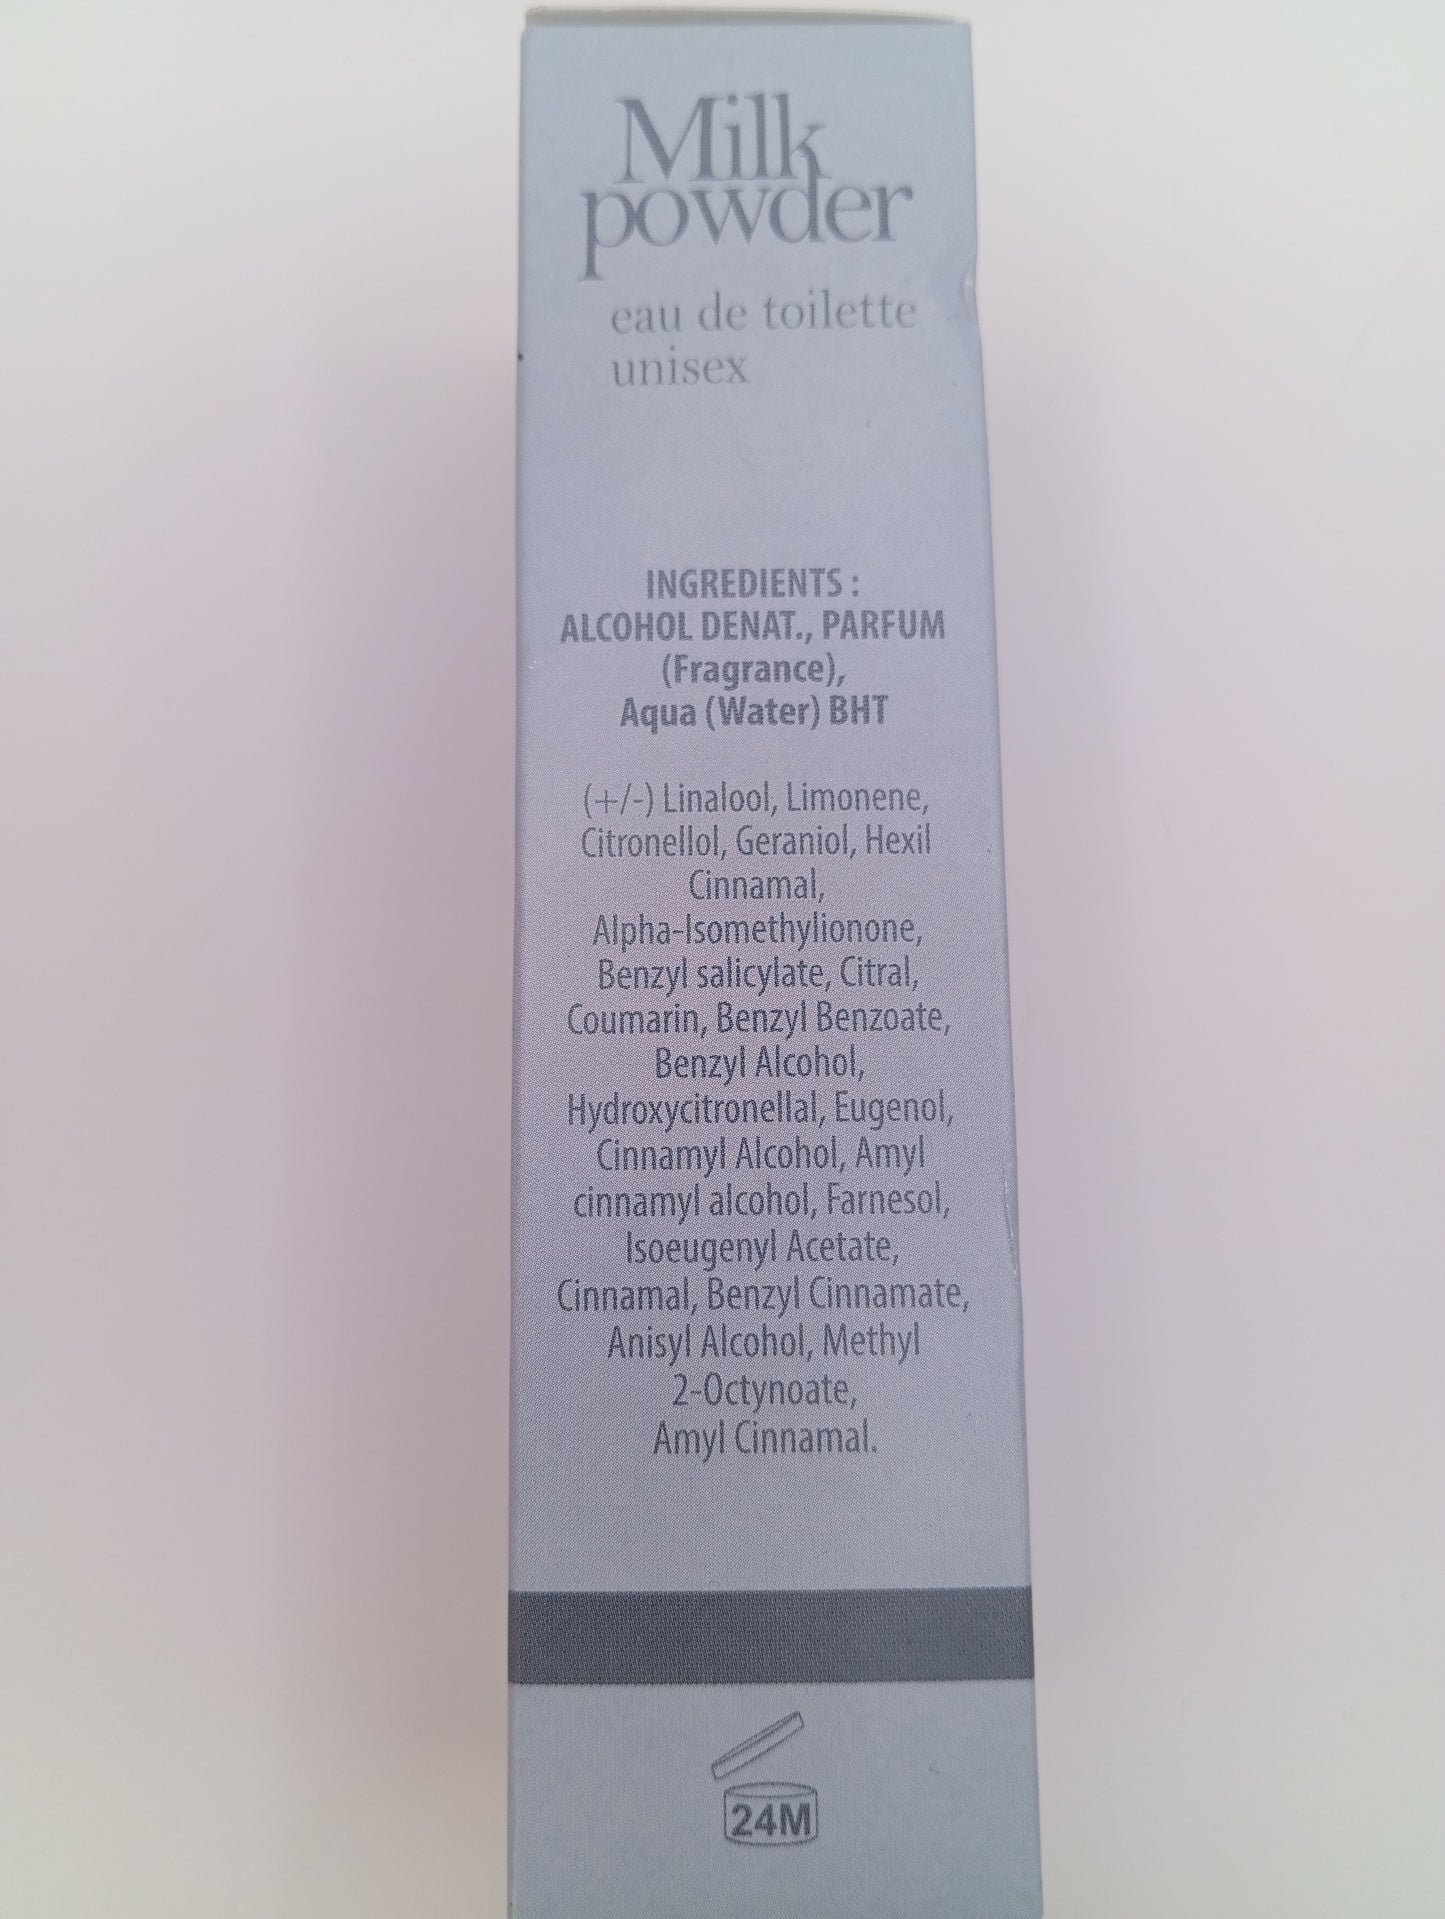 Milk
powder
eau de toilette
unisex
INGREDIENTS :
ALCOHOL DENAT., PARFUM
(Fragrance),
Aqua (Water) BHT
(+/-) Linalool, Limonene,
Citronellol, Geraniol, Hexil
Cinnamal,
Alpha-Isomethylionone,
Benzyl salicylate, Citral,
Coumarin, Benzyl Benzoate,
Benzyl Alcohol,
Hydroxycitronellal, Eugenol,
Cinnamyl Alcohol, Amyl
cinnamyl alcohol, Farnesol,
Isoeugenyl Acetate,
Cinnamal, Benzyl Cinnamate,
Anisyl Alcohol, Methyl
2-Octynoate,
Amyl Cinnamal.
24M